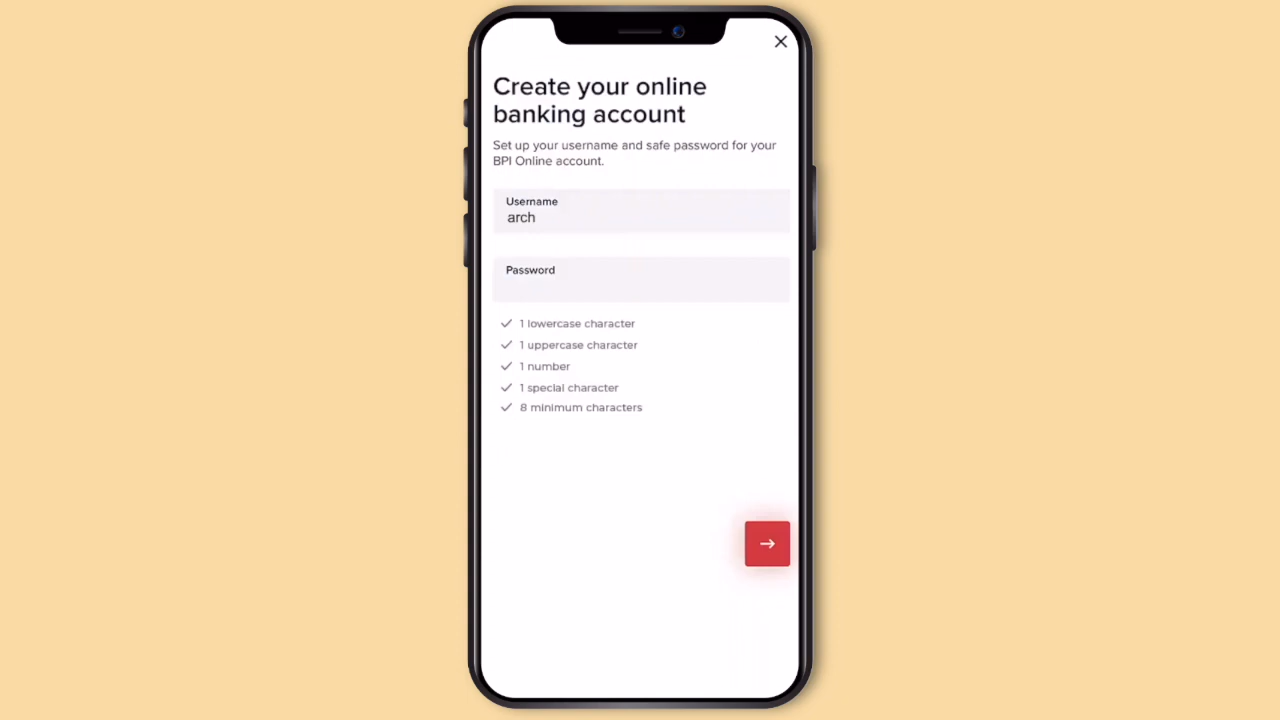 Create your online
banking account
Set up your username and safe password for your
BPI Online account.
Username
arch
Password
1 lowercase character
1 uppercase character
1 number
1 special character
8 minimum characters